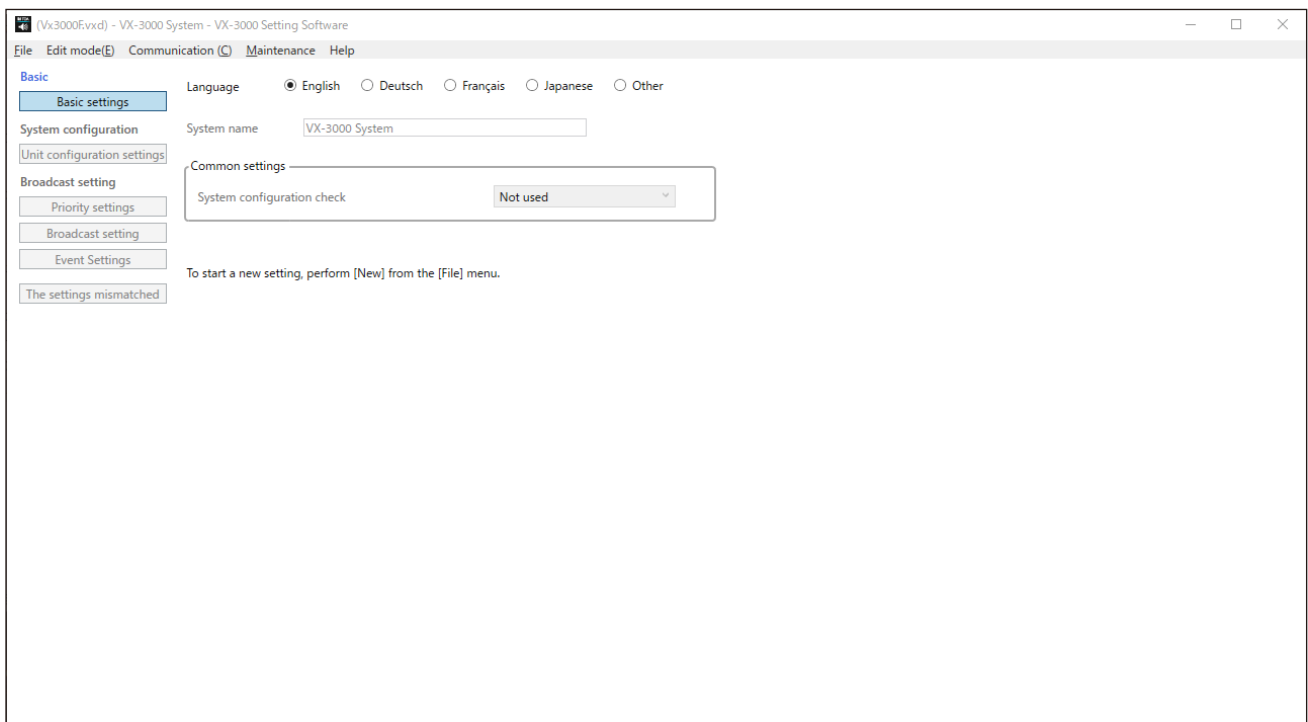 (Vx3000F.vxd) - VX-3000 System - VX-3000 Setting Software
File Edit mode(E) Communication (C) Maintenance Help
Basic
Basic settings
System configuration
Unit configuration settings
Broadcast setting
Priority settings
Broadcast setting
Event Settings
The settings mismatched
Language English Deutsch Français Japanese Other
System name VX-3000 System
Common settings
System configuration check Not used
To start a new setting, perform [New] from the [File] menu.